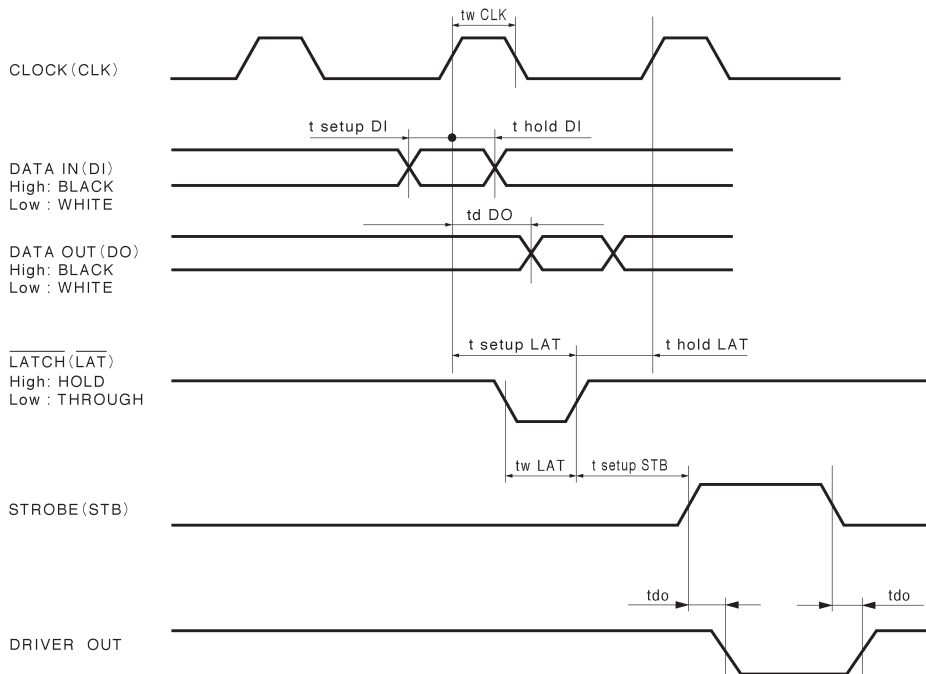 tw CLK
CLOCK(CLK)
t setup DI
t hold DI
DATA IN(DI)
High: BLACK
Low : WHITE
td DO
DATA OUT(DO)
High: BLACK
Low : WHITE
t setup LAT
t hold LAT
LATCH(LAT)
High: HOLD
Low : THROUGH
tw LAT
t setup STB
STROBE(STB)
tdo
tdo
DRIVER OUT